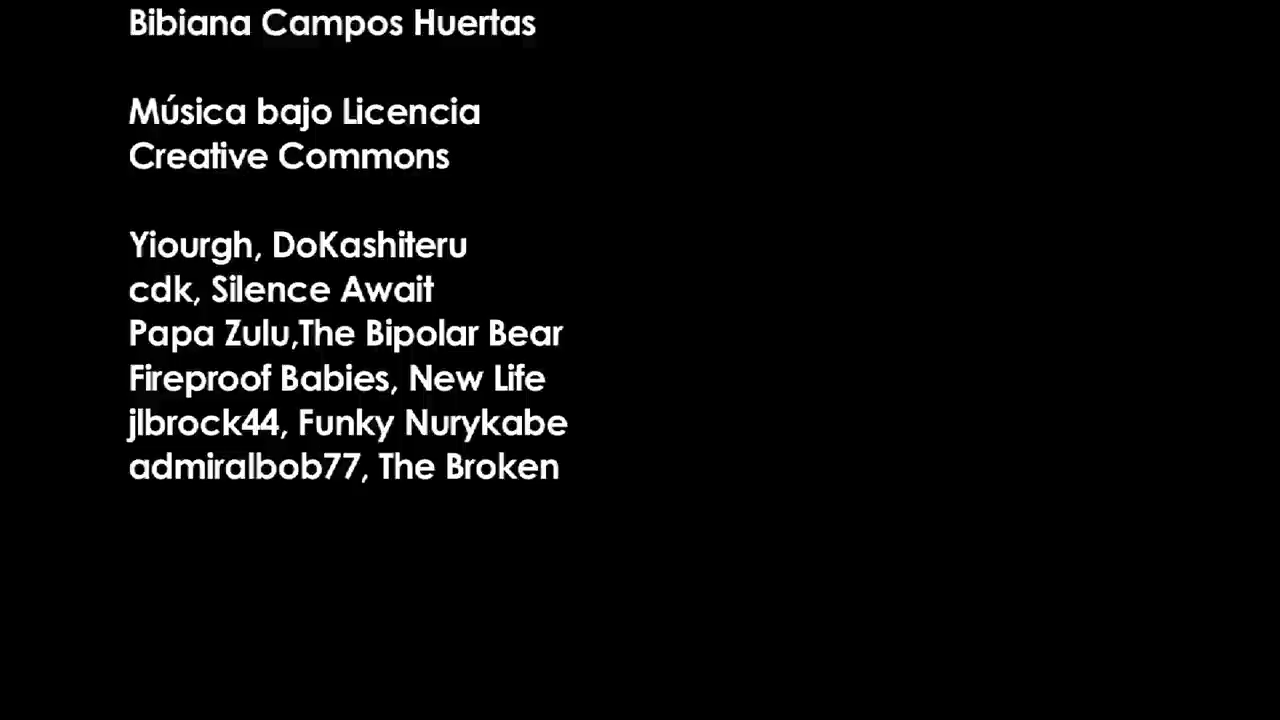 Bibiana Campos Huertas
Música bajo Licencia
Creative Commons
Yiourgh, DoKashiteru
cdk, Silence Await
Papa Zulu,The Bipolar Bear
Fireproof Babies, New Life
jlbrock44, Funky Nurykabe
admiralbob77, The Broken